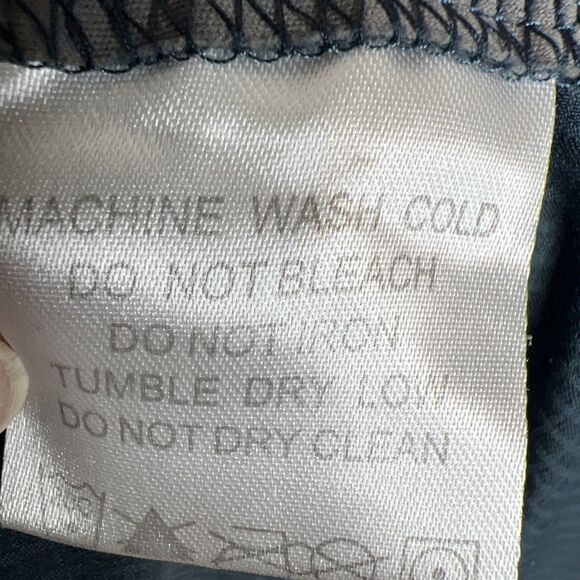 MACHINE WASH COLD
DO NOT BLEACH
DO NOT IRON
TUMBLE DRY LOW
DO NOT DRY CLEAN